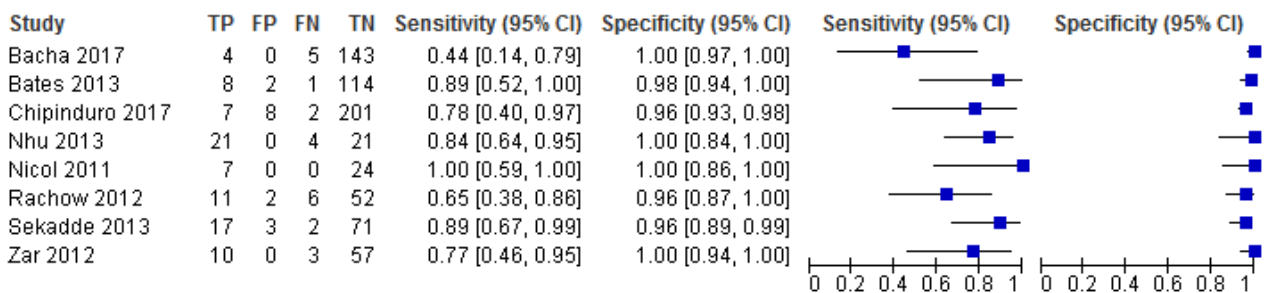 Study TP FP FN TN Sensitivity (95% CI) Specificity (95% CI) Sensitivity (95% CI) Specificity (95% CI)
Bacha 2017 4 0 5 143 0.44 [0.14, 0.79] 1.00 [0.97, 1.00]
Bates 2013 8 2 1 114 0.89 [0.52, 1.00] 0.98 [0.94, 1.00]
Chipinduro 2017 7 8 2 201 0.78 [0.40, 0.97] 0.96 [0.93, 0.98]
Nhu 2013 21 0 4 21 0.84 [0.64, 0.95] 1.00 [0.84, 1.00]
Nicol 2011 7 0 0 24 1.00 [0.59, 1.00] 1.00 [0.86, 1.00]
Rachow 2012 11 2 6 52 0.65 [0.38, 0.86] 0.96 [0.87, 1.00]
Sekadde 2013 17 3 2 71 0.89 [0.67, 0.99] 0.96 [0.89, 0.99]
Zar 2012 10 0 3 57 0.77 [0.46, 0.95] 1.00 [0.94, 1.00]
0 0.2 0.4 0.6 0.8 1 0 0.2 0.4 0.6 0.8 1